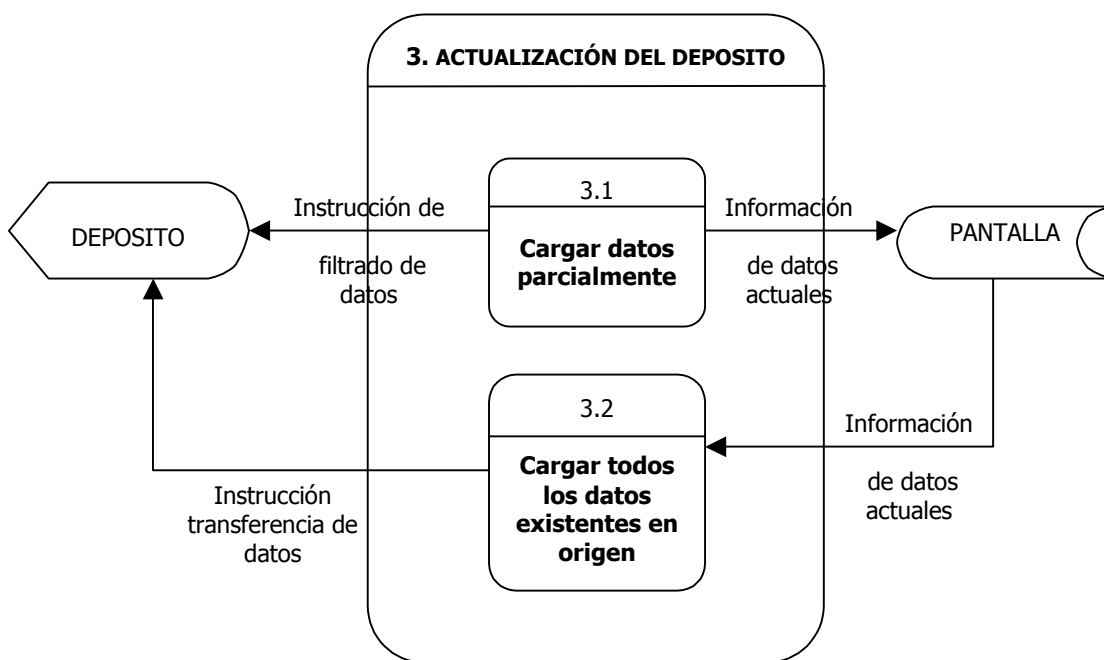 3. ACTUALIZACIÓN DEL DEPOSITO
3.1
Cargar datos
parcialmente
Instrucción de
filtrado de
datos
Información
de datos
actuales
DEPOSITO
PANTALLA
3.2
Cargar todos
los datos
existentes en
origen
Información
de datos
actuales
Instrucción
transferencia de
datos